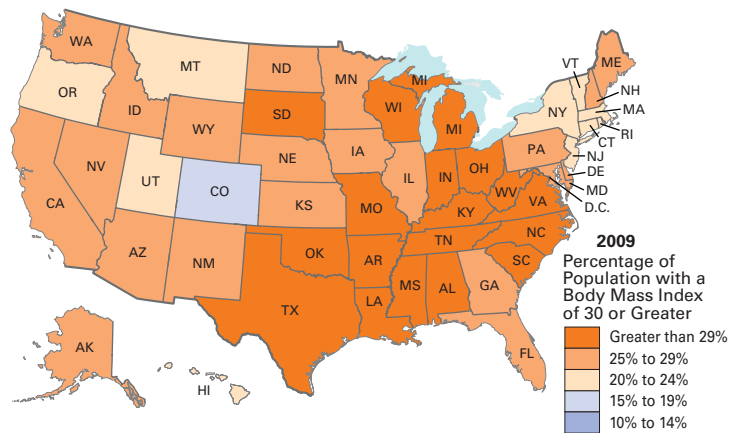 WA
MT
ND
MN
VT
ME
NH
MA
RI
CT
NY
OR
ID
SD
WI
MI
MI
WY
NE
IA
PA
NJ
DE
MD
D.C.
NV
UT
CO
KS
IL
IN
OH
WV
VA
CA
MO
KY
NC
AZ
NM
OK
AR
TN
SC
TX
LA
MS
AL
GA
FL
AK
HI
2009
Percentage of
Population with a
Body Mass Index
of 30 or Greater
Greater than 29%
25% to 29%
20% to 24%
15% to 19%
10% to 14%